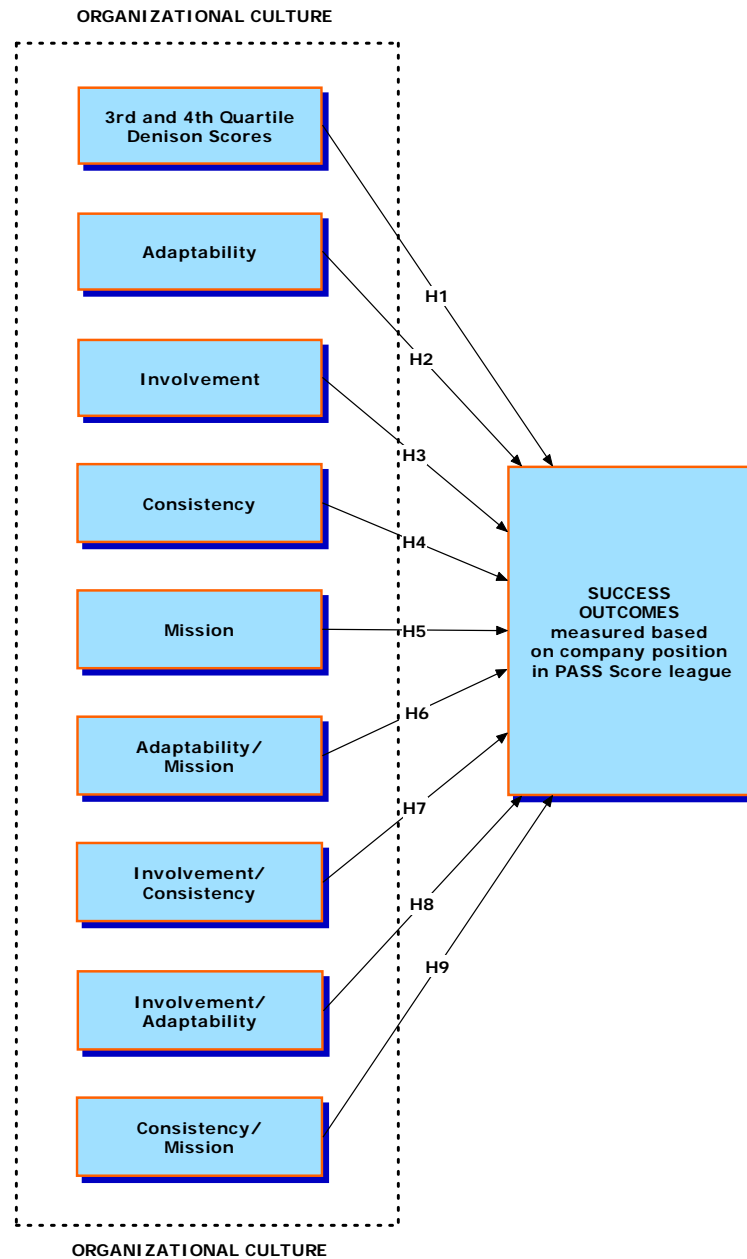 ORGANIZATIONAL CULTURE
3rd and 4th Quartile
Denison Scores
Adaptability
H1
H2
Involvement
H3
Consistency
H4
SUCCESS
OUTCOMES
measured based
on company position
in PASS Score league
Mission
H5
H6
Adaptability/
Mission
H7
Involvement/
Consistency
H8
H9
Involvement/
Adaptability
Consistency/
Mission
ORGANIZATIONAL CULTURE